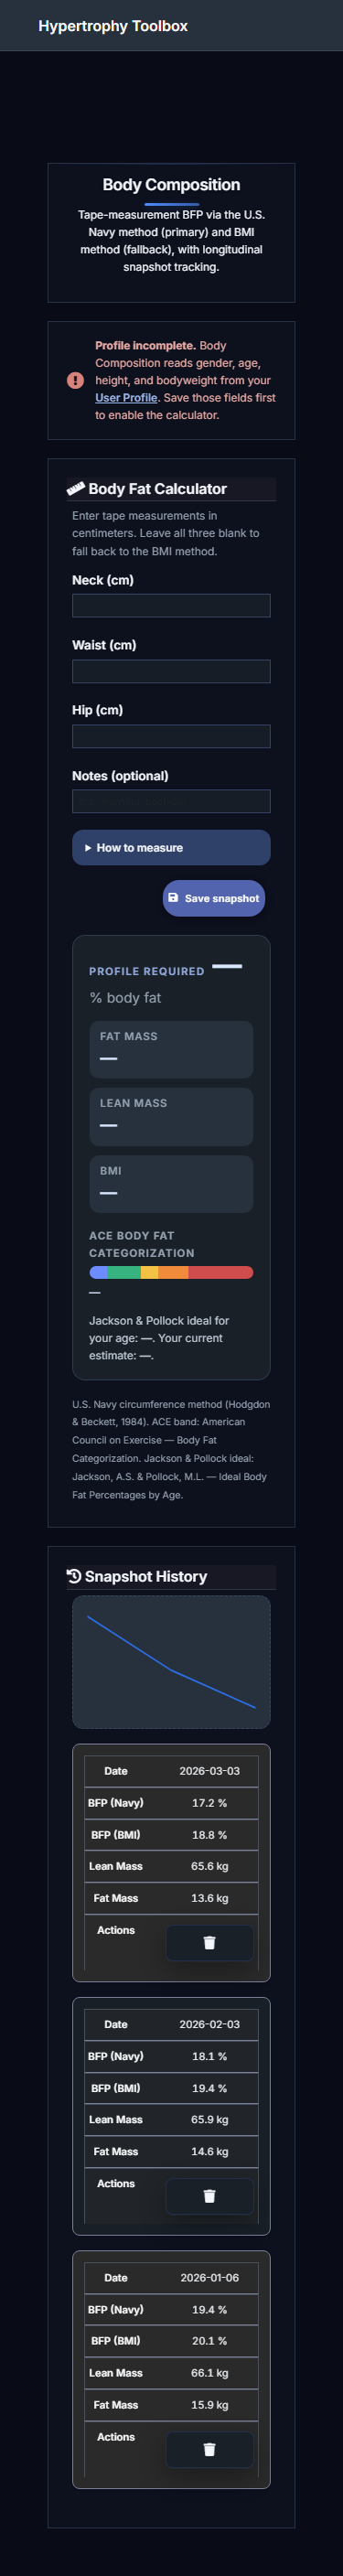 Hypertrophy Toolbox
Body Composition
Tape-measurement BFP via the U.S.
Navy method (primary) and BMI
method (fallback), with longitudinal
snapshot tracking.
Profile incomplete. Body
Composition reads gender, age,
height, and bodyweight from your
User Profile. Save those fields first
to enable the calculator.
Body Fat Calculator
Enter tape measurements in
centimeters. Leave all three blank to
fall back to the BMI method.
Neck (cm)
Waist (cm)
Hip (cm)
Notes (optional)
How to measure
Save snapshot
PROFILE REQUIRED —
% body fat
FAT MASS
—
LEAN MASS
—
BMI
—
ACE BODY FAT
CATEGORIZATION
—
Jackson & Pollock ideal for
your age: —. Your current
estimate: —.
U.S. Navy circumference method (Hodgdon
& Beckett, 1984). ACE band: American
Council on Exercise — Body Fat
Categorization. Jackson & Pollock ideal:
Jackson, A.S. & Pollock, M.L. — Ideal Body
Fat Percentages by Age.
Snapshot History
Date 2026-03-03
BFP (Navy) 17.2 %
BFP (BMI) 18.8 %
Lean Mass 65.6 kg
Fat Mass 13.6 kg
Actions
Date 2026-02-03
BFP (Navy) 18.1 %
BFP (BMI) 19.4 %
Lean Mass 65.9 kg
Fat Mass 14.6 kg
Actions
Date 2026-01-06
BFP (Navy) 19.4 %
BFP (BMI) 20.1 %
Lean Mass 66.1 kg
Fat Mass 15.9 kg
Actions